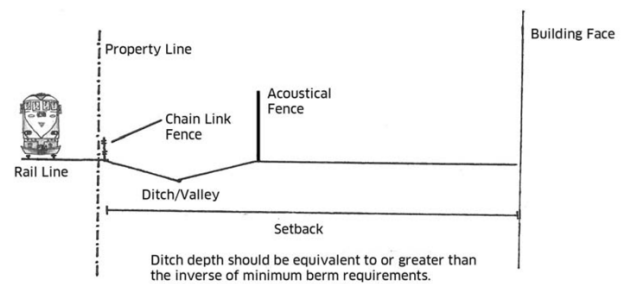 Building Face
Property Line
Acoustical
Fence
Chain Link
Fence
Rail Line
Ditch/Valley
Setback
Ditch depth should be equivalent to or greater than
the inverse of minimum berm requirements.